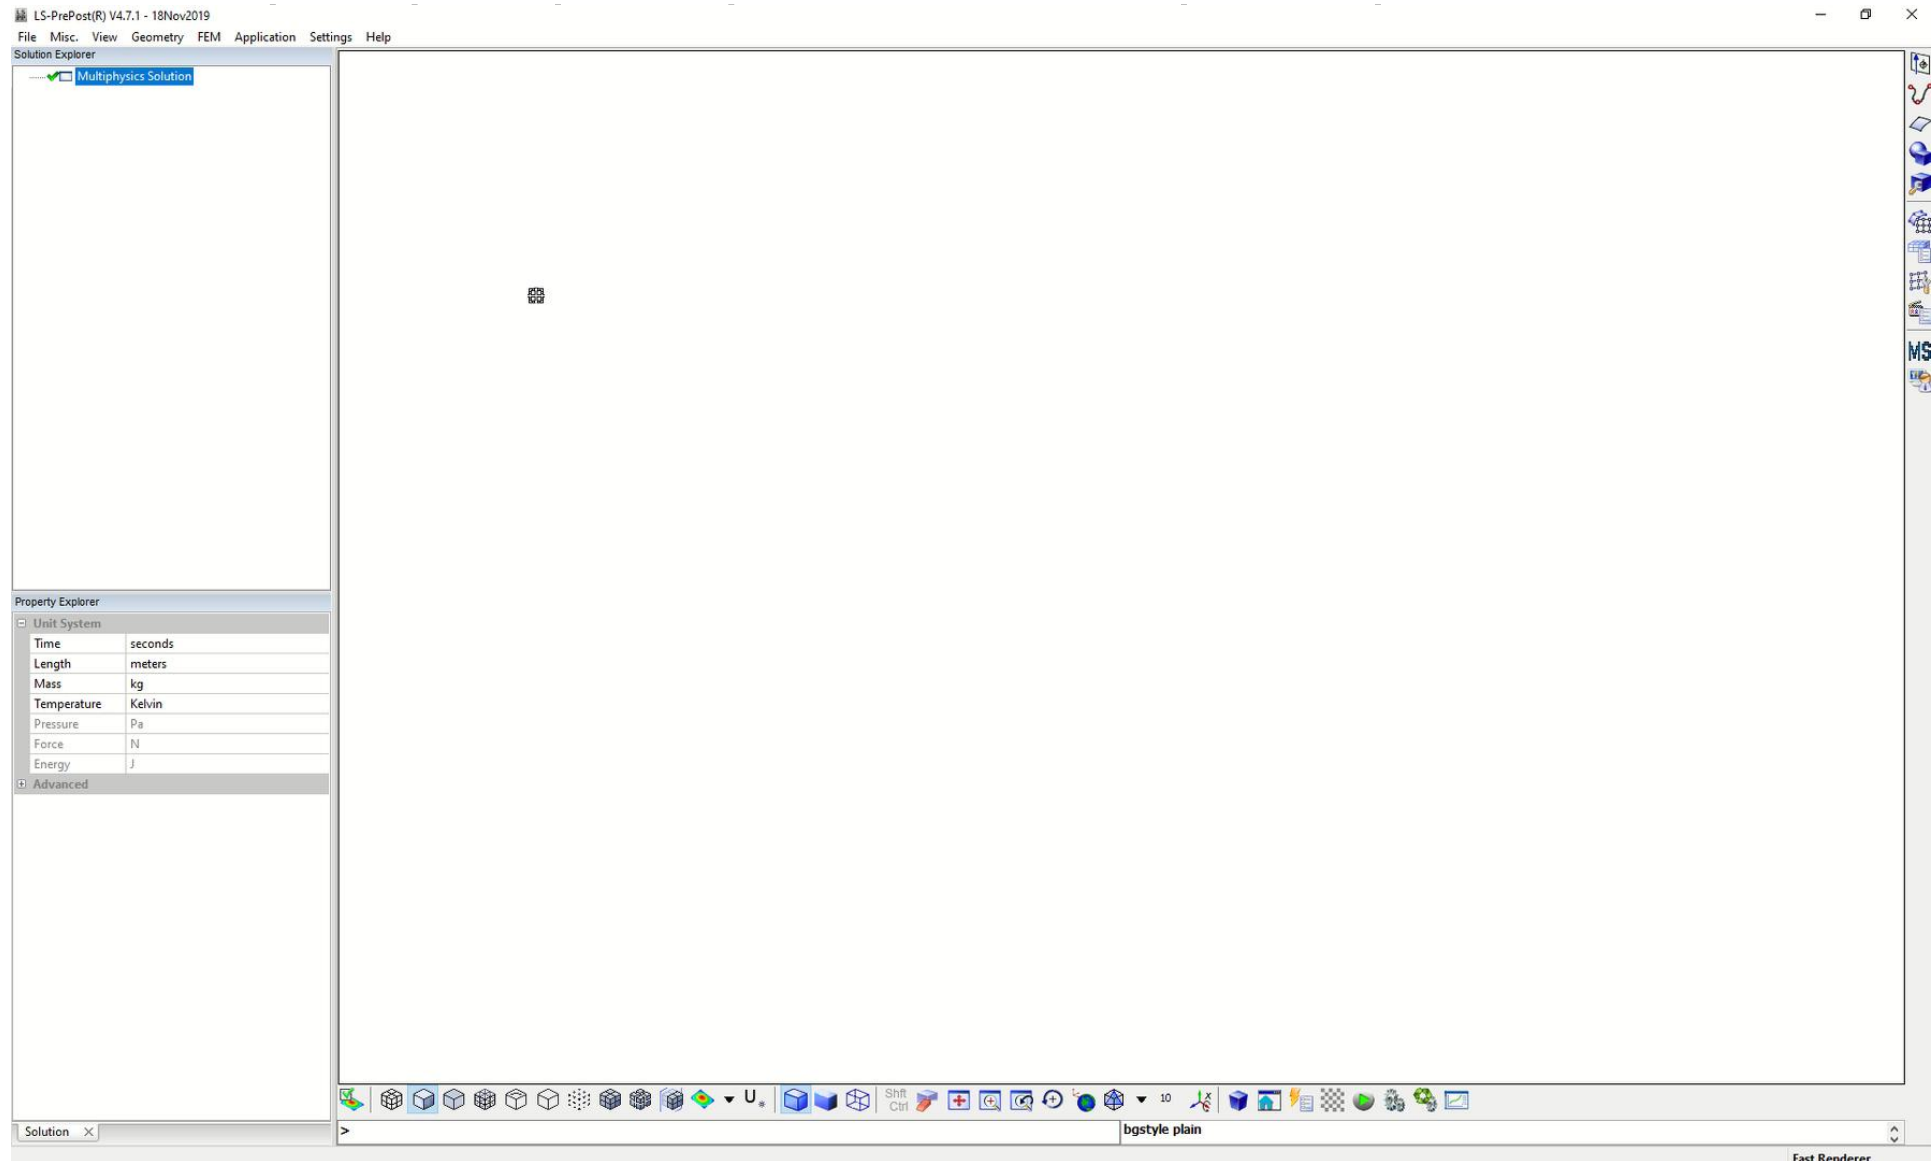 LS-PrePost(R) V4.7.1 - 18Nov2019
File Misc. View Geometry FEM Application Settings Help
Solution Explorer
Multiphysics Solution
Property Explorer
Unit System
Time seconds
Length meters
Mass kg
Temperature Kelvin
Pressure Pa
Force N
Energy J
Advanced
MS
U*
Shft
Ctrl
10
Solution
>
bgstyle plain
Fast Renderer